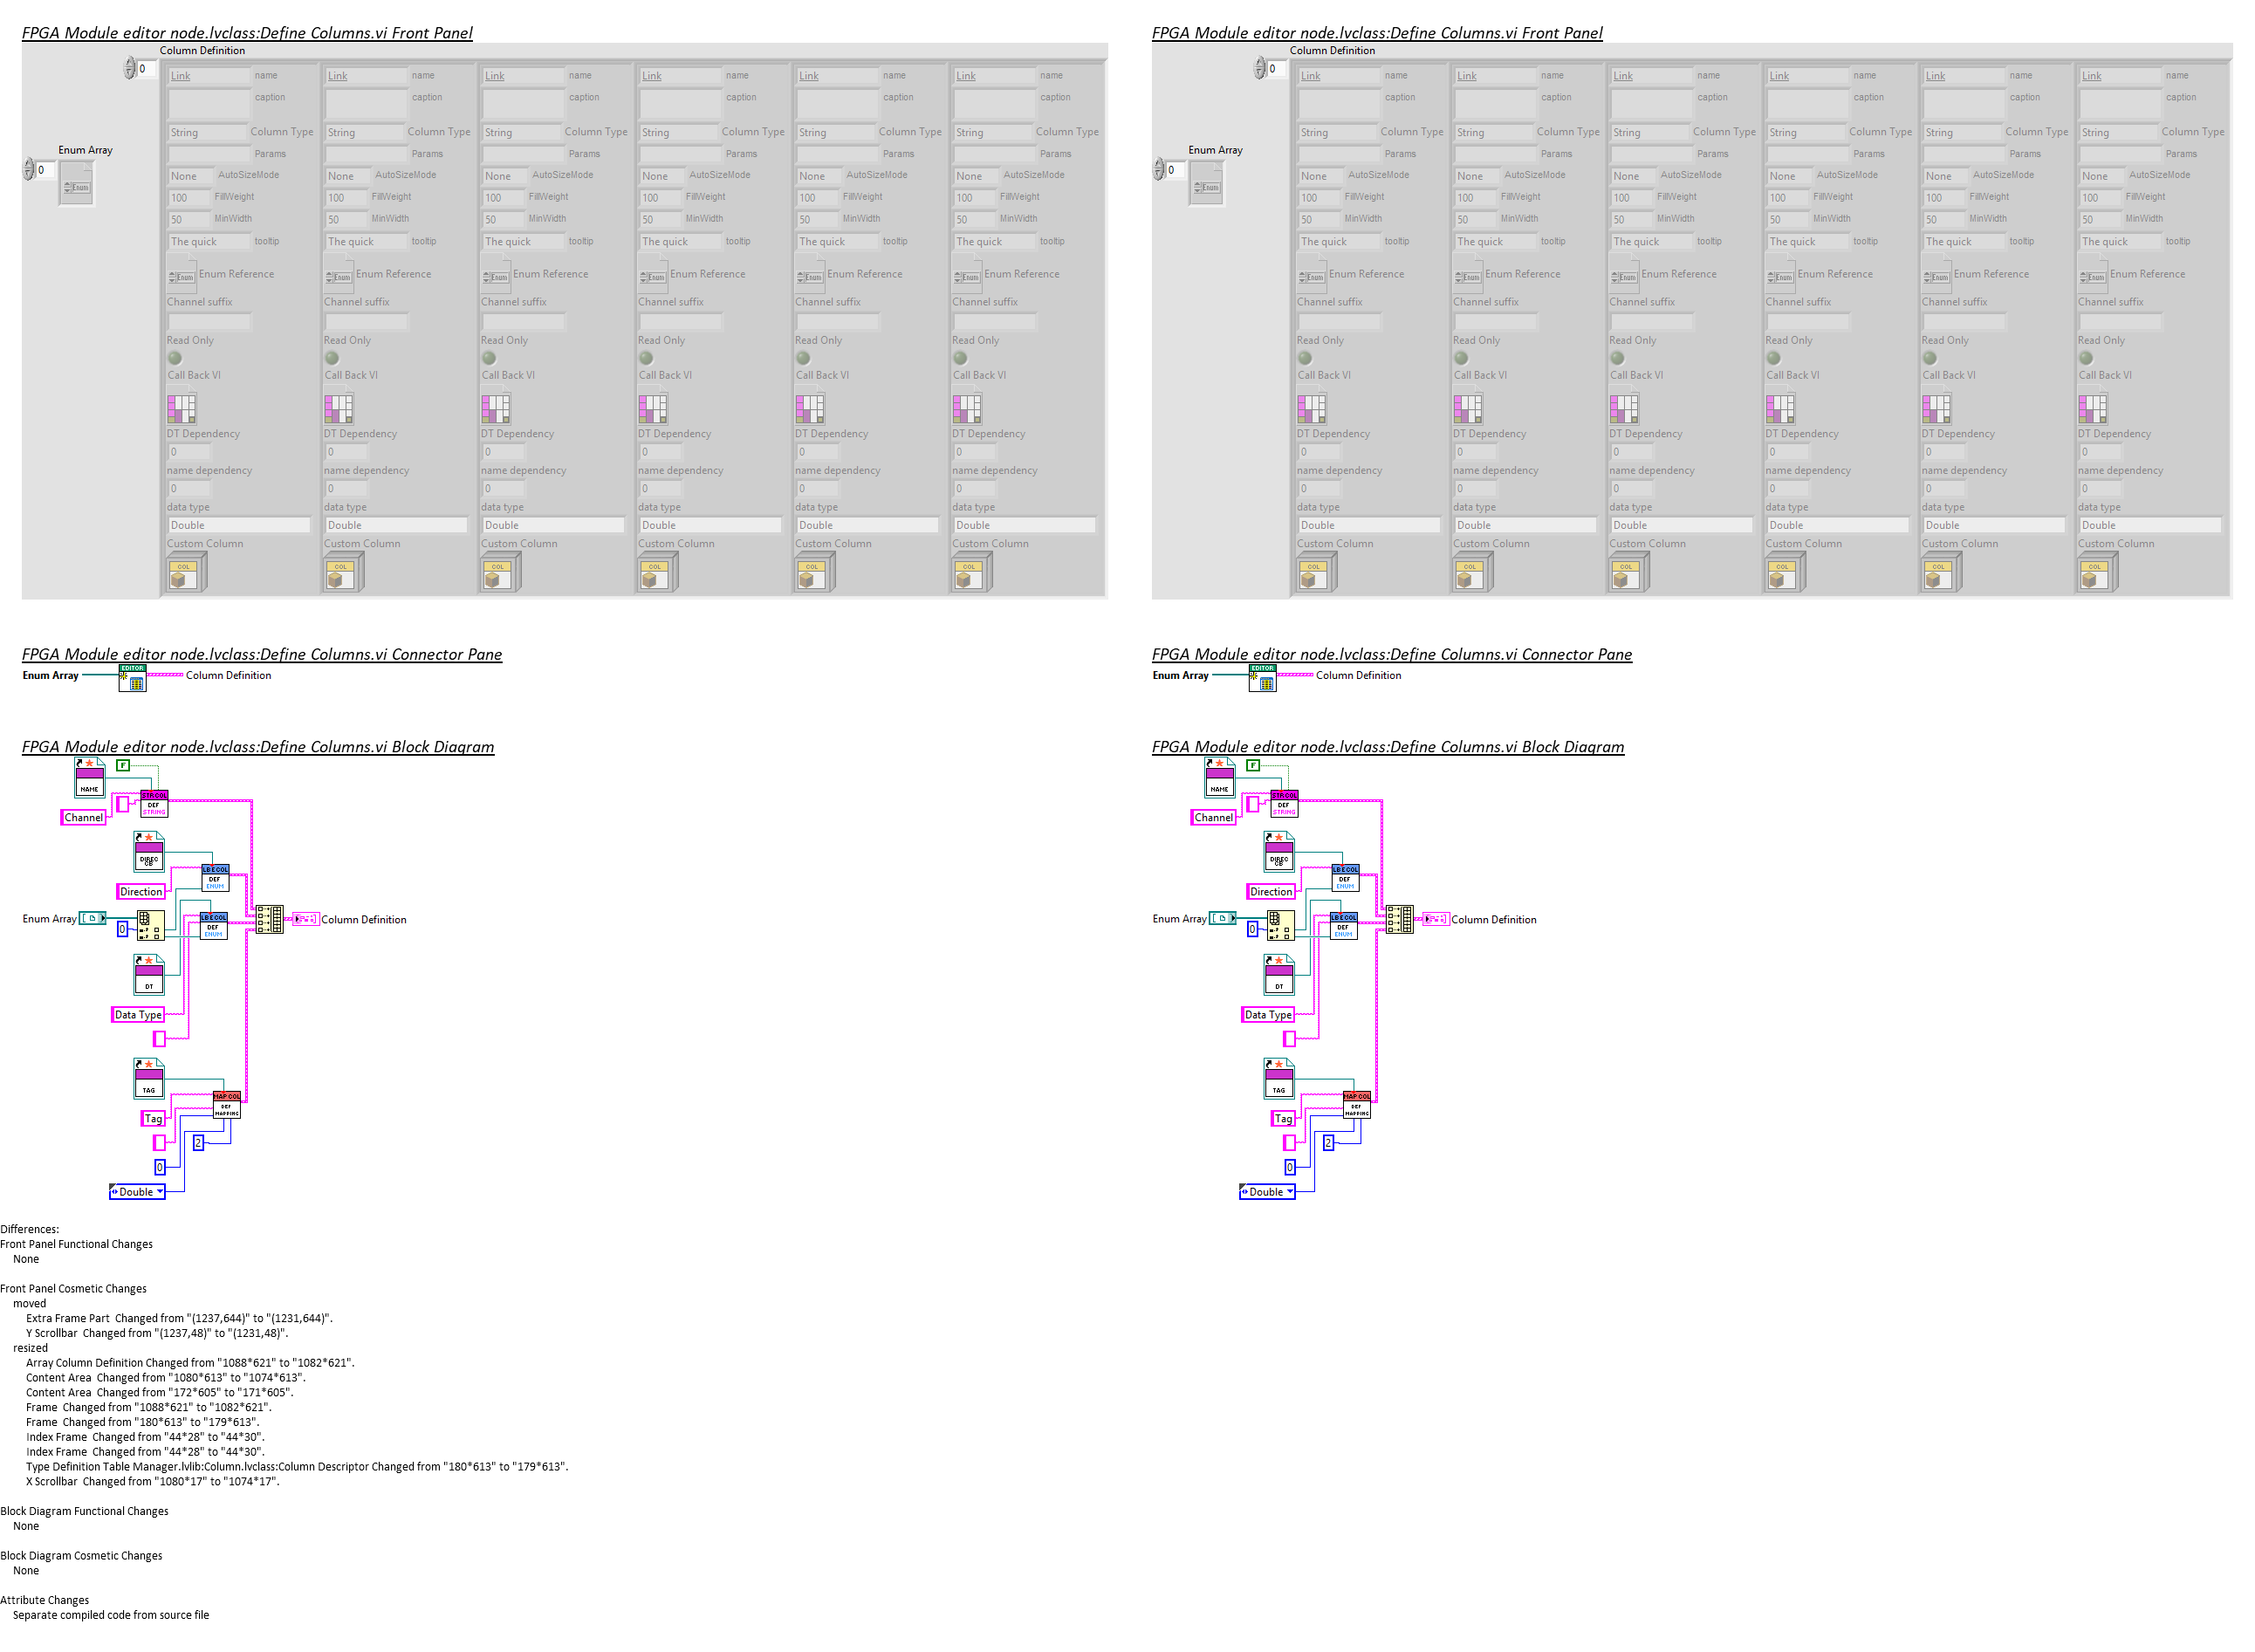 FPGA Module editor node.lvclass:Define Columns.vi Front Panel
Column Definition
0
Link name Link name Link name Link name Link name Link name
caption caption caption caption caption caption
String Column Type String Column Type String Column Type String Column Type String Column Type String Column Type
Enum Array
Params Params Params Params Params Params
0
Enum
None AutoSizeMode None AutoSizeMode None AutoSizeMode None AutoSizeMode None AutoSizeMode None AutoSizeMode
100 FillWeight 100 FillWeight 100 FillWeight 100 FillWeight 100 FillWeight 100 FillWeight
50 MinWidth 50 MinWidth 50 MinWidth 50 MinWidth 50 MinWidth 50 MinWidth
The quick tooltip The quick tooltip The quick tooltip The quick tooltip The quick tooltip The quick tooltip
Enum Enum Reference Enum Enum Reference Enum Enum Reference Enum Enum Reference Enum Enum Reference Enum Enum Reference
Channel suffix Channel suffix Channel suffix Channel suffix Channel suffix Channel suffix
Read Only Read Only Read Only Read Only Read Only Read Only
Call Back VI Call Back VI Call Back VI Call Back VI Call Back VI Call Back VI
DT Dependency DT Dependency DT Dependency DT Dependency DT Dependency DT Dependency
0 0 0 0 0 0
name dependency name dependency name dependency name dependency name dependency name dependency
0 0 0 0 0 0
data type data type data type data type data type data type
Double Double Double Double Double Double
Custom Column Custom Column Custom Column Custom Column Custom Column Custom Column
COL COL COL COL COL COL
FPGA Module editor node.lvclass:Define Columns.vi Front Panel
Column Definition
0
Link name Link name Link name Link name Link name Link name
caption caption caption caption caption caption
String Column Type String Column Type String Column Type String Column Type String Column Type String Column Type
Enum Array
Params Params Params Params Params Params
0
Enum
None AutoSizeMode None AutoSizeMode None AutoSizeMode None AutoSizeMode None AutoSizeMode None AutoSizeMode
100 FillWeight 100 FillWeight 100 FillWeight 100 FillWeight 100 FillWeight 100 FillWeight
50 MinWidth 50 MinWidth 50 MinWidth 50 MinWidth 50 MinWidth 50 MinWidth
The quick tooltip The quick tooltip The quick tooltip The quick tooltip The quick tooltip The quick tooltip
Enum Enum Reference Enum Enum Reference Enum Enum Reference Enum Enum Reference Enum Enum Reference Enum Enum Reference
Channel suffix Channel suffix Channel suffix Channel suffix Channel suffix Channel suffix
Read Only Read Only Read Only Read Only Read Only Read Only
Call Back VI Call Back VI Call Back VI Call Back VI Call Back VI Call Back VI
DT Dependency DT Dependency DT Dependency DT Dependency DT Dependency DT Dependency
0 0 0 0 0 0
name dependency name dependency name dependency name dependency name dependency name dependency
0 0 0 0 0 0
data type data type data type data type data type data type
Double Double Double Double Double Double
Custom Column Custom Column Custom Column Custom Column Custom Column Custom Column
COL COL COL COL COL COL
FPGA Module editor node.lvclass:Define Columns.vi Connector Pane
EDITOR
Enum Array Column Definition
FPGA Module editor node.lvclass:Define Columns.vi Connector Pane
EDITOR
Enum Array Column Definition
FPGA Module editor node.lvclass:Define Columns.vi Block Diagram
F
NAME
STR COL
DEF
STRING
Channel
DIREC
CB
LBE COL
DEF
ENUM
Direction
Enum Array
LBE COL
DEF
ENUM
Column Definition
0
DT
Data Type
TAG
MAP COL
DEF
MAPPING
Tag
2
0
Double
FPGA Module editor node.lvclass:Define Columns.vi Block Diagram
F
NAME
STR COL
DEF
STRING
Channel
DIREC
CB
LBE COL
DEF
ENUM
Direction
Enum Array
LBE COL
DEF
ENUM
Column Definition
0
DT
Data Type
TAG
MAP COL
DEF
MAPPING
Tag
2
0
Double
Differences:
Front Panel Functional Changes
None
Front Panel Cosmetic Changes
moved
Extra Frame Part  Changed from "(1237,644)" to "(1231,644)".
Y Scrollbar  Changed from "(1237,48)" to "(1231,48)".
resized
Array Column Definition Changed from "1088*621" to "1082*621".
Content Area  Changed from "1080*613" to "1074*613".
Content Area  Changed from "172*605" to "171*605".
Frame  Changed from "1088*621" to "1082*621".
Frame  Changed from "180*613" to "179*613".
Index Frame  Changed from "44*28" to "44*30".
Index Frame  Changed from "44*28" to "44*30".
Type Definition Table Manager.lvlib:Column.lvclass:Column Descriptor Changed from "180*613" to "179*613".
X Scrollbar  Changed from "1080*17" to "1074*17".
Block Diagram Functional Changes
None
Block Diagram Cosmetic Changes
None
Attribute Changes
Separate compiled code from source file